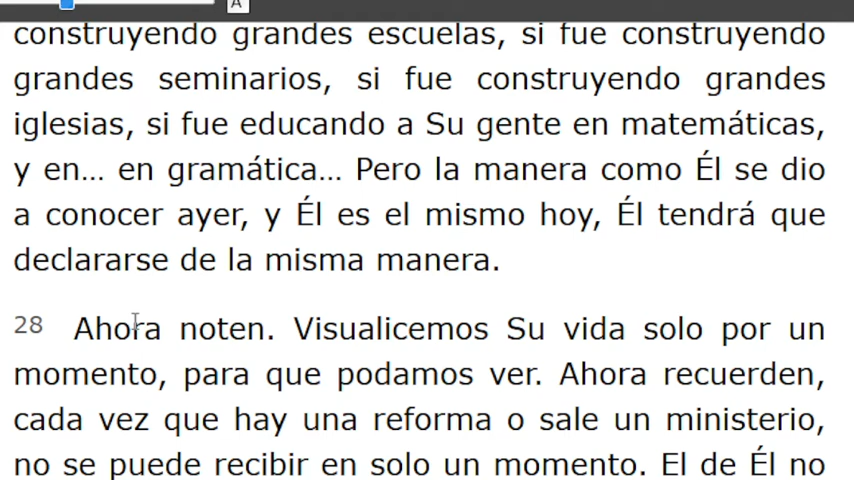 A
construyendo grandes escuelas, si fue construyendo
grandes seminarios, si fue construyendo grandes
iglesias, si fue educando a Su gente en matemáticas,
y en... en gramática... Pero la manera como Él se dio
a conocer ayer, y Él es el mismo hoy, Él tendrá que
declararse de la misma manera.
28 Ahora noten. Visualicemos Su vida solo por un
momento, para que podamos ver. Ahora recuerden,
cada vez que hay una reforma o sale un ministerio,
no se puede recibir en solo un momento. El de Él no